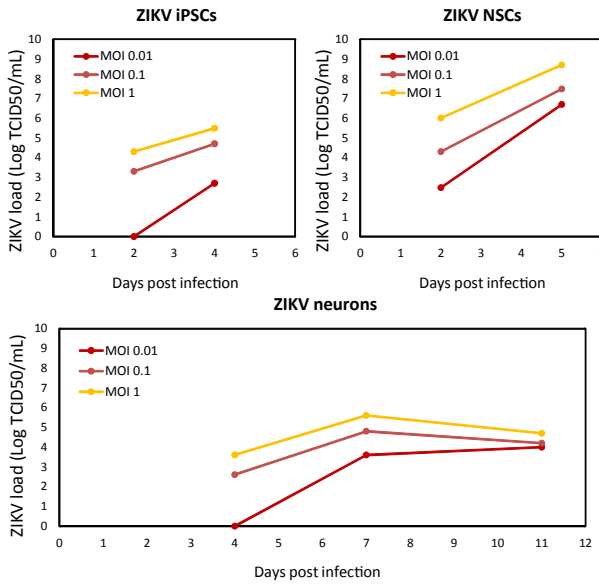 ZIKV iPSCs
10
9
8
7
6
5
4
3
2
1
0
ZIKV load (Log TCID50/mL)
MOI 0.01
MOI 0.1
MOI 1
0 1 2 3 4 5 6
Days post infection
ZIKV NSCs
10
9
8
7
6
5
4
3
2
1
0
ZIKV load (Log TCID50/mL)
MOI 0.01
MOI 0.1
MOI 1
0 1 2 3 4 5
Days post infection
ZIKV neurons
10
9
8
7
6
5
4
3
2
1
0
ZIKV load (Log TCID50/mL)
MOI 0.01
MOI 0.1
MOI 1
0 1 2 3 4 5 6 7 8 9 10 11 12
Days post infection